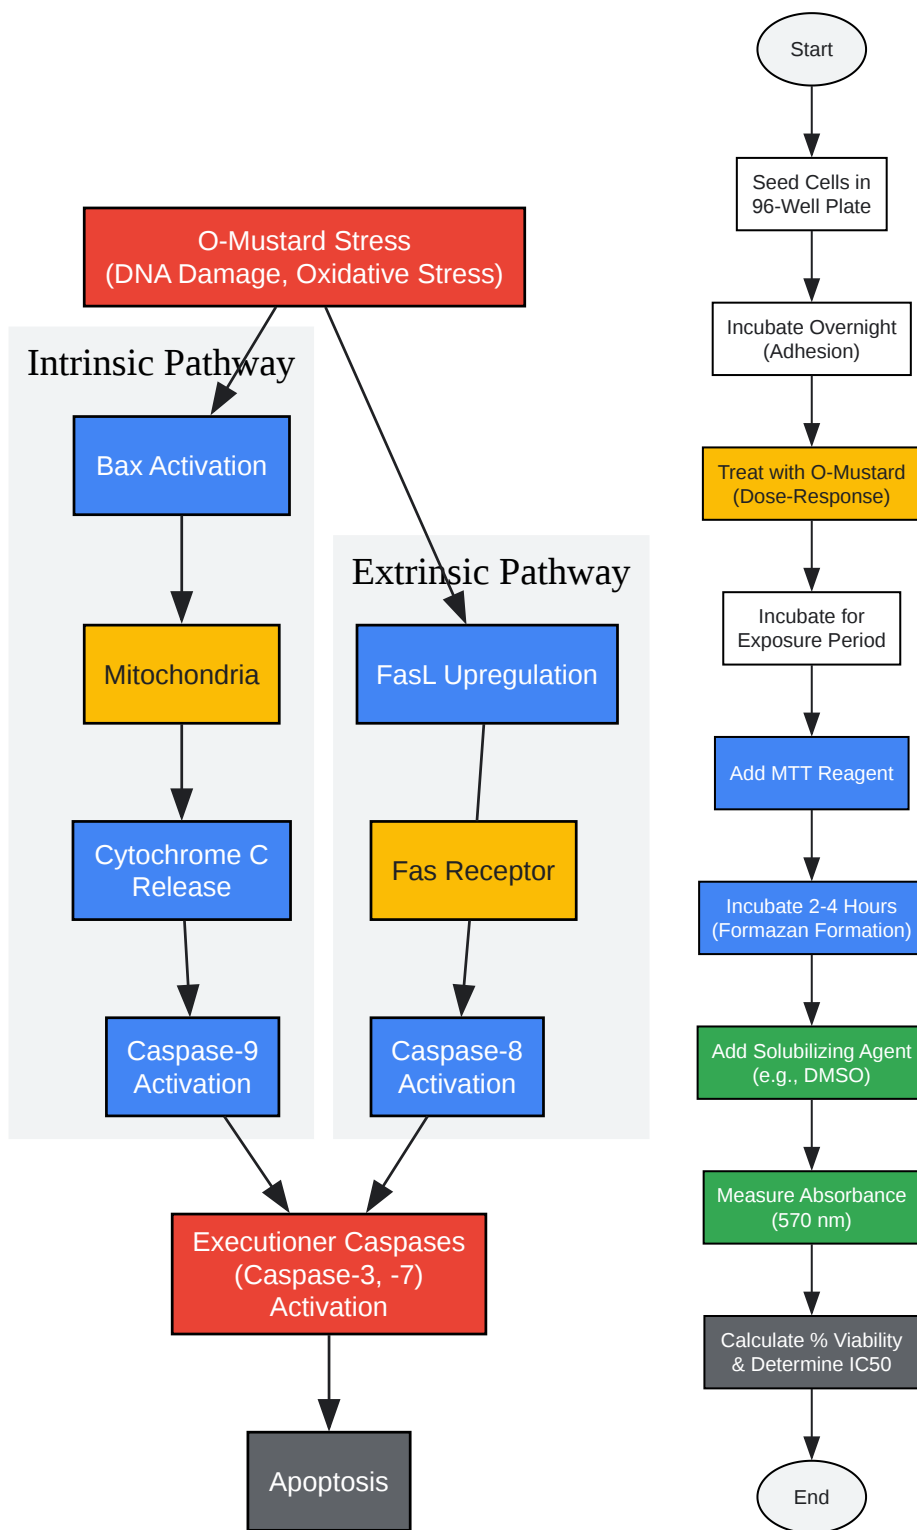 O-Mustard Stress
(DNA Damage, Oxidative Stress)
Intrinsic Pathway
Bax Activation
Mitochondria
Cytochrome C
Release
Caspase-9
Activation
Extrinsic Pathway
FasL Upregulation
Fas Receptor
Caspase-8
Activation
Executioner Caspases
(Caspase-3, -7)
Activation
Apoptosis
Start
Seed Cells in
96-Well Plate
Incubate Overnight
(Adhesion)
Treat with O-Mustard
(Dose-Response)
Incubate for
Exposure Period
Add MTT Reagent
Incubate 2-4 Hours
(Formazan Formation)
Add Solubilizing Agent
(e.g., DMSO)
Measure Absorbance
(570 nm)
Calculate % Viability
& Determine IC50
End